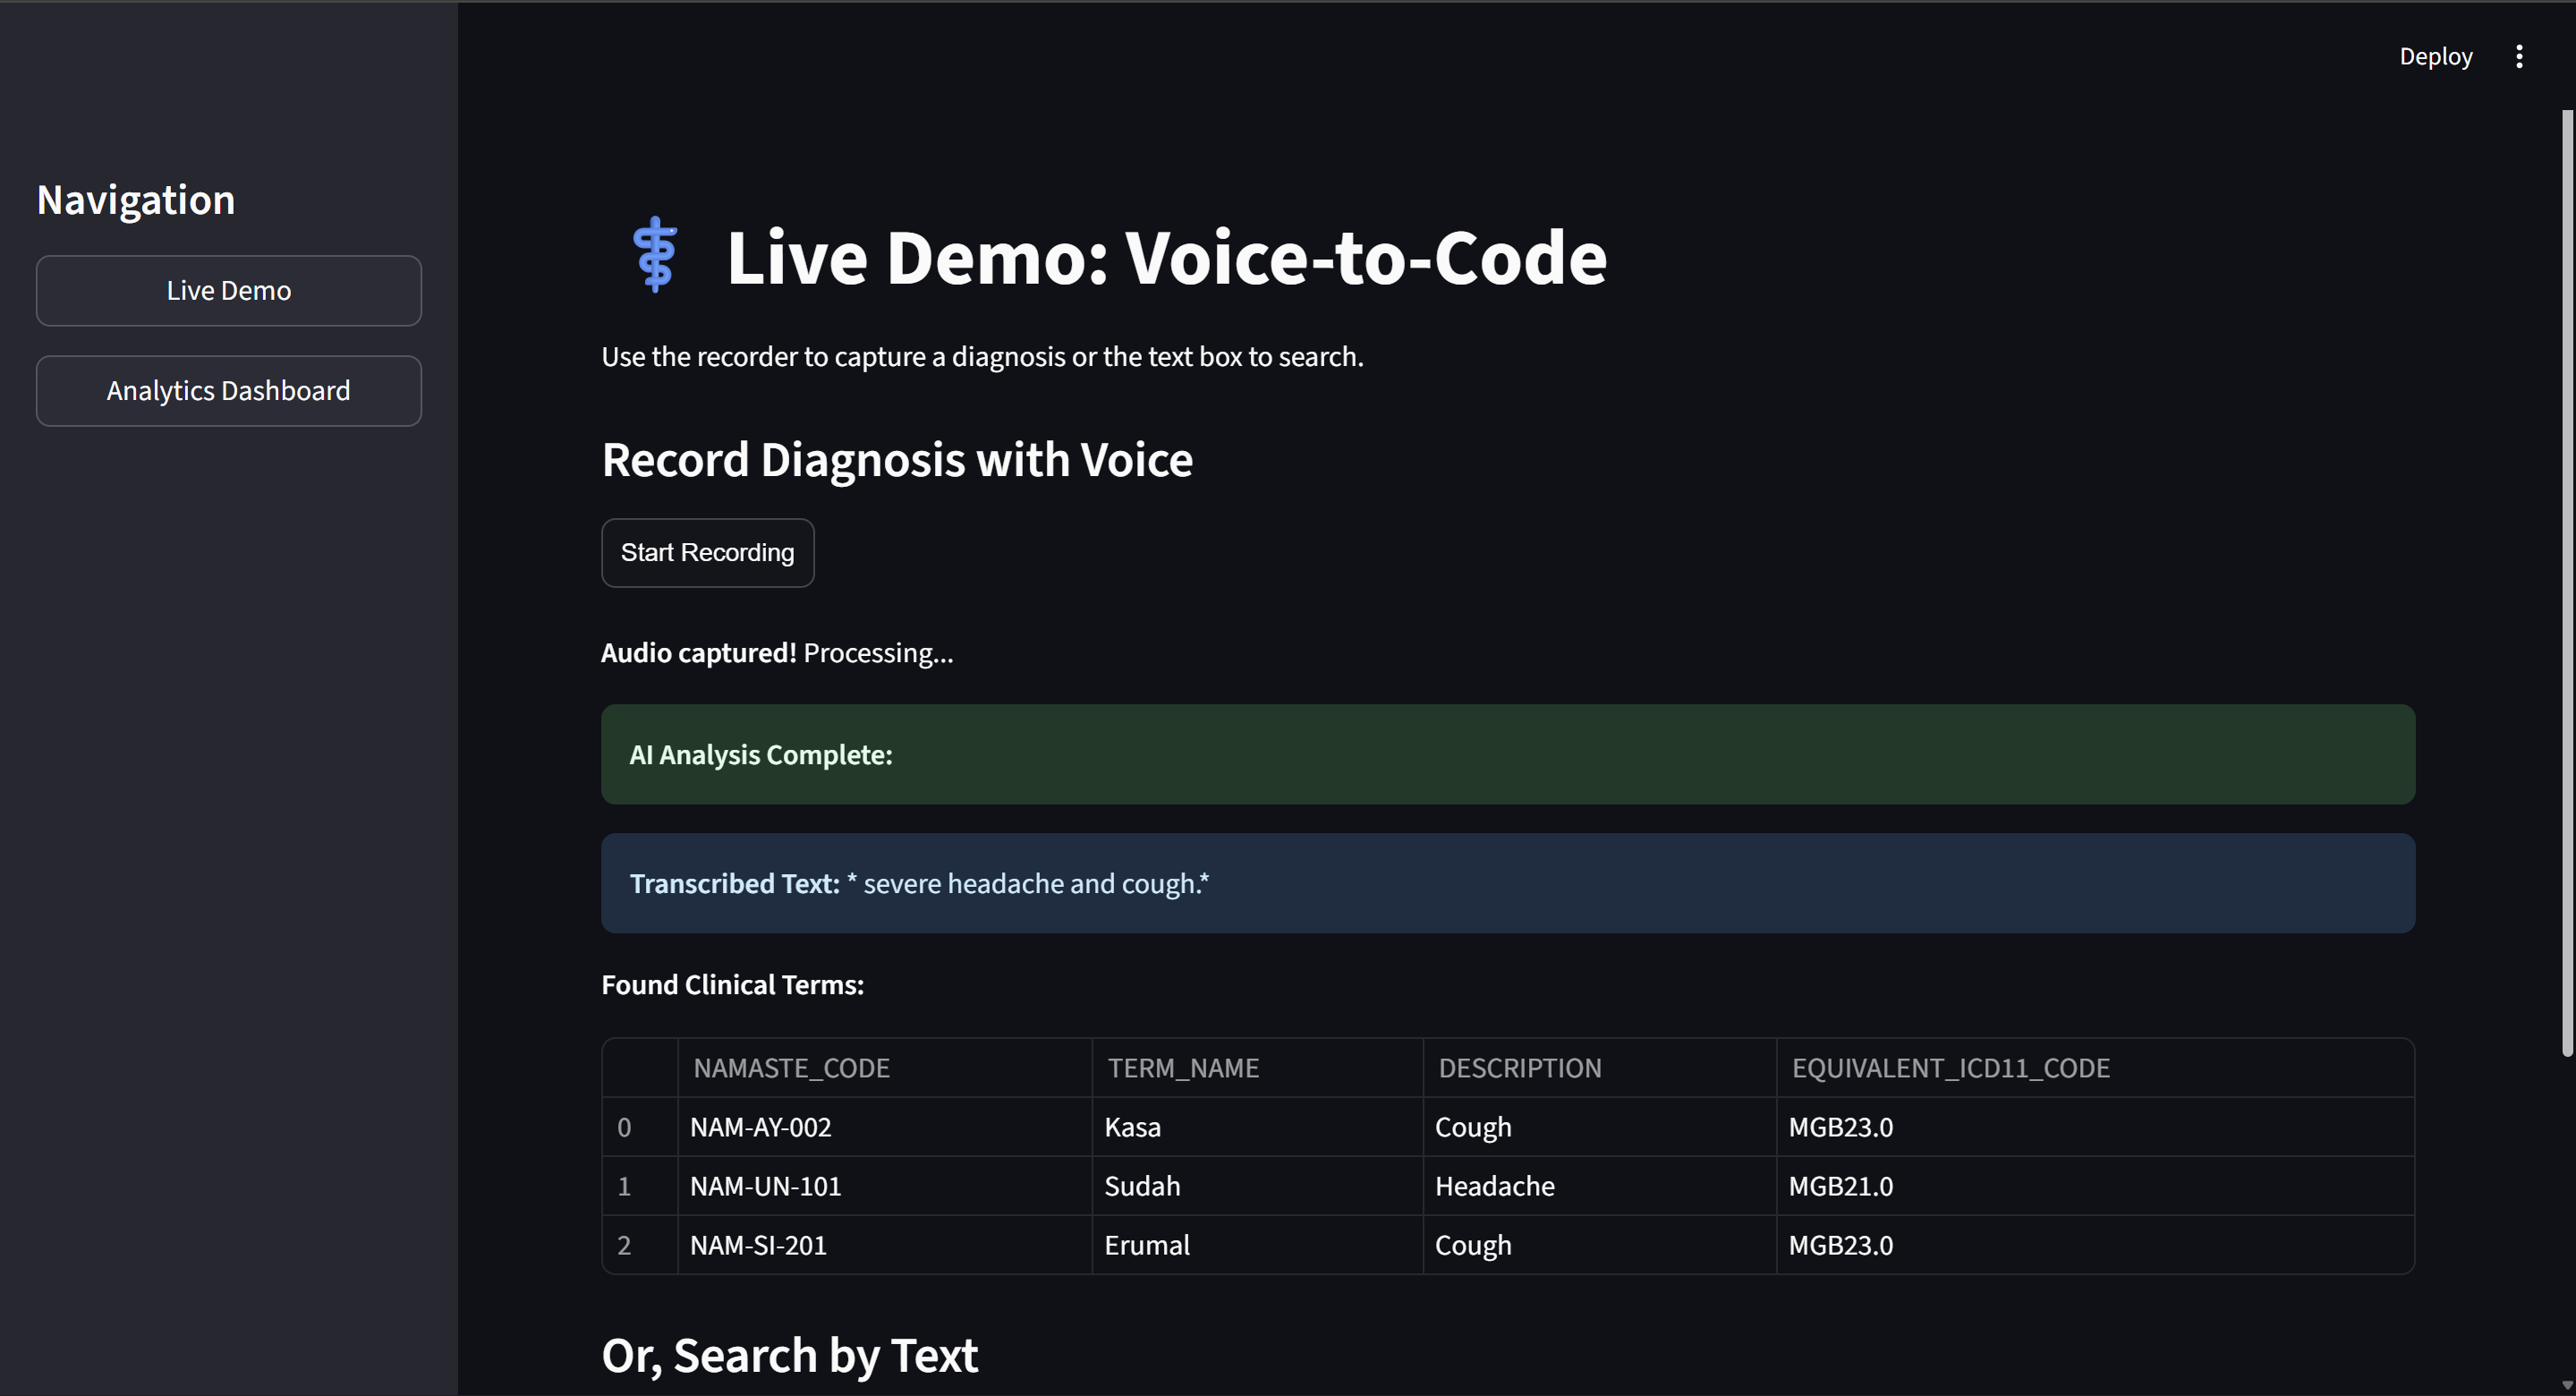 Deploy
Navigation
Live Demo
Analytics Dashboard
Live Demo: Voice-to-Code
Use the recorder to capture a diagnosis or the text box to search.
Record Diagnosis with Voice
Start Recording
Audio captured! Processing...
AI Analysis Complete:
Transcribed Text: * severe headache and cough.*
Found Clinical Terms:
NAMASTE_CODE TERM_NAME DESCRIPTION EQUIVALENT_ICD11_CODE
0 NAM-AY-002 Kasa Cough MGB23.0
1 NAM-UN-101 Sudah Headache MGB21.0
2 NAM-SI-201 Erumal Cough MGB23.0
Or, Search by Text